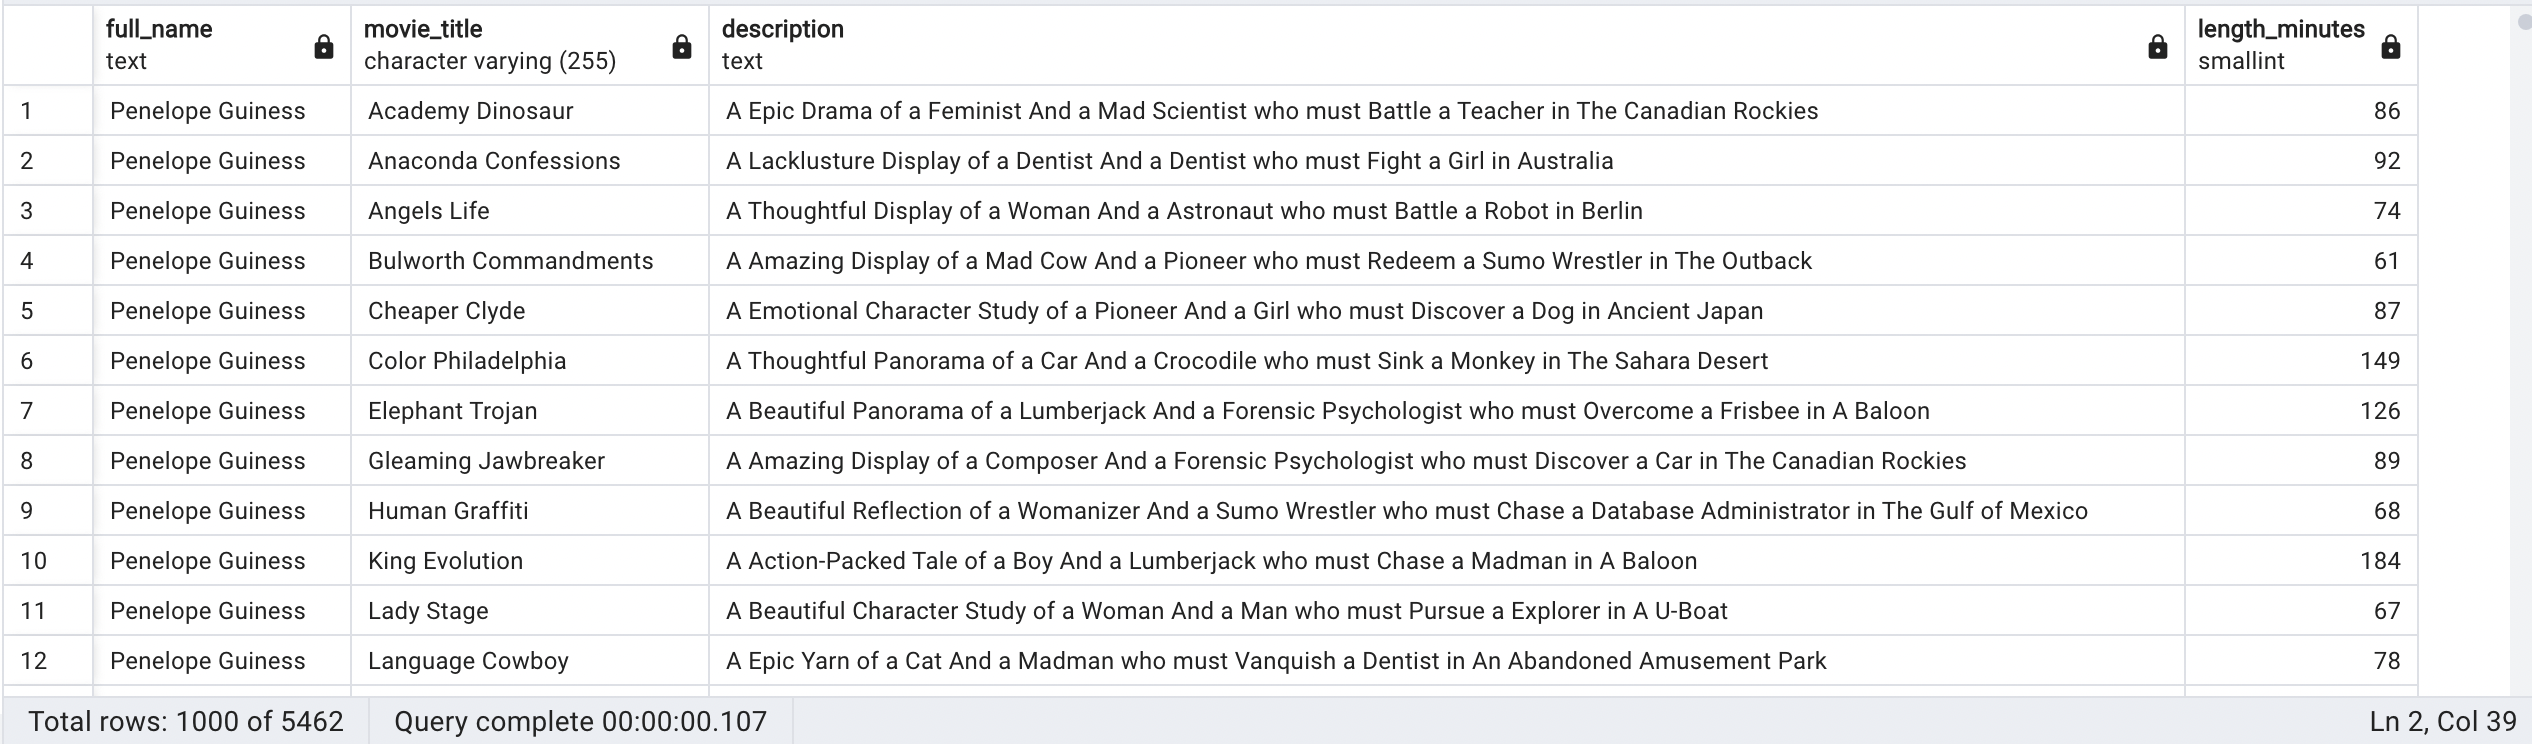 full_name movie_title description length_minutes
text character varying (255) text smallint
1 Penelope Guiness Academy Dinosaur A Epic Drama of a Feminist And a Mad Scientist who must Battle a Teacher in The Canadian Rockies 86
2 Penelope Guiness Anaconda Confessions A Lacklusture Display of a Dentist And a Dentist who must Fight a Girl in Australia 92
3 Penelope Guiness Angels Life A Thoughtful Display of a Woman And a Astronaut who must Battle a Robot in Berlin 74
4 Penelope Guiness Bulworth Commandments A Amazing Display of a Mad Cow And a Pioneer who must Redeem a Sumo Wrestler in The Outback 61
5 Penelope Guiness Cheaper Clyde A Emotional Character Study of a Pioneer And a Girl who must Discover a Dog in Ancient Japan 87
6 Penelope Guiness Color Philadelphia A Thoughtful Panorama of a Car And a Crocodile who must Sink a Monkey in The Sahara Desert 149
7 Penelope Guiness Elephant Trojan A Beautiful Panorama of a Lumberjack And a Forensic Psychologist who must Overcome a Frisbee in A Baloon 126
8 Penelope Guiness Gleaming Jawbreaker A Amazing Display of a Composer And a Forensic Psychologist who must Discover a Car in The Canadian Rockies 89
9 Penelope Guiness Human Graffiti A Beautiful Reflection of a Womanizer And a Sumo Wrestler who must Chase a Database Administrator in The Gulf of Mexico 68
10 Penelope Guiness King Evolution A Action-Packed Tale of a Boy And a Lumberjack who must Chase a Madman in A Baloon 184
11 Penelope Guiness Lady Stage A Beautiful Character Study of a Woman And a Man who must Pursue a Explorer in A U-Boat 67
12 Penelope Guiness Language Cowboy A Epic Yarn of a Cat And a Madman who must Vanquish a Dentist in An Abandoned Amusement Park 78
Total rows: 1000 of 5462 Query complete 00:00:00.107 Ln 2, Col 39